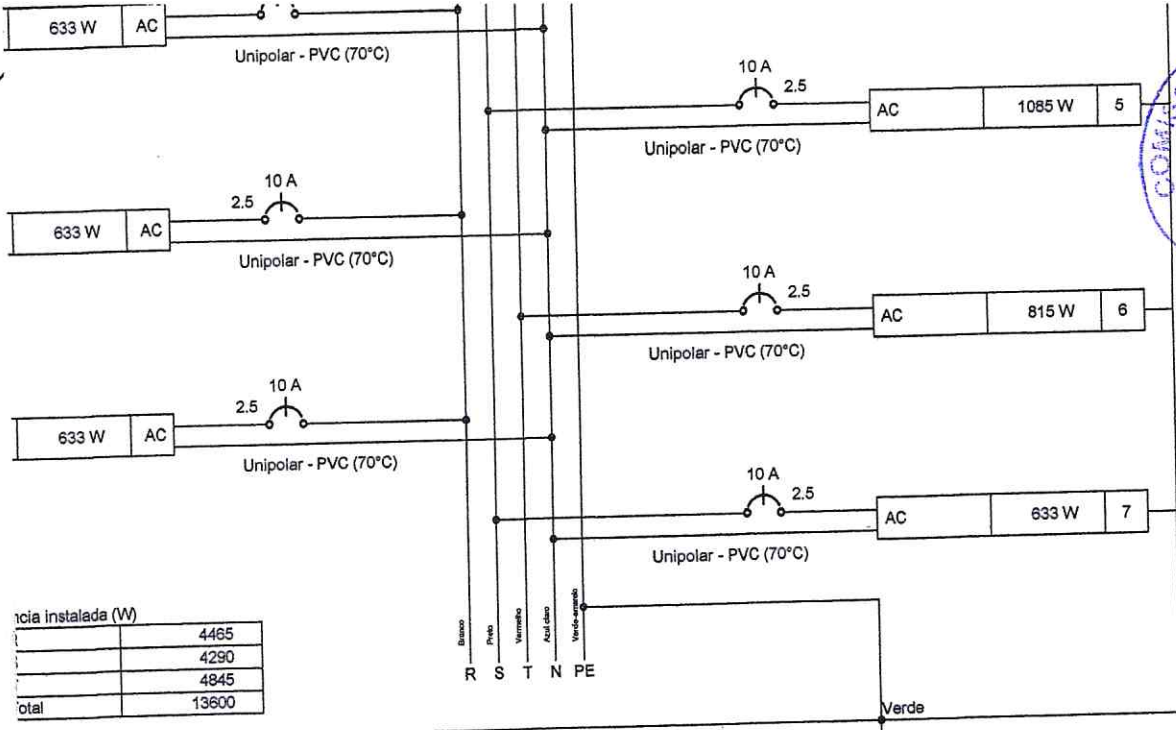 633 W AC
Unipolar - PVC (70°C)
10 A
2.5
AC 1085 W 5
Unipolar - PVC (70°C)
10 A
2.5
633 W AC
Unipolar - PVC (70°C)
10 A
2.5
AC 815 W 6
Unipolar - PVC (70°C)
10 A
2.5
633 W AC
Unipolar - PVC (70°C)
10 A
2.5
AC 633 W 7
Unipolar - PVC (70°C)
ncia instalada (W)
4465
4290
4845
otal 13600
Branco
Preto
Vermelho
Azul claro
Verde-amarelo
R S T N PE
Verde